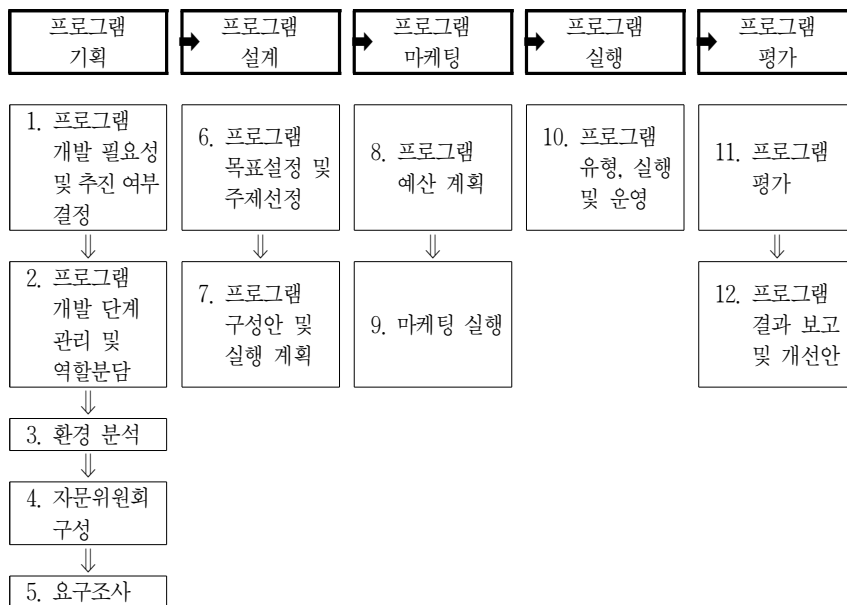 프로그램
기획
프로그램
설계
프로그램
마케팅
프로그램
실행
프로그램
평가
1. 프로그램
개발 필요성
및 추진 여부
결정
2. 프로그램
개발 단계
관리 및
역할분담
3. 환경 분석
4. 자문위원회
구성
5. 요구조사
6. 프로그램
목표설정 및
주제선정
7. 프로그램
구성안 및
실행 계획
8. 프로그램
예산 계획
9. 마케팅 실행
10. 프로그램
유형, 실행
및 운영
11. 프로그램
평가
12. 프로그램
결과 보고
및 개선안